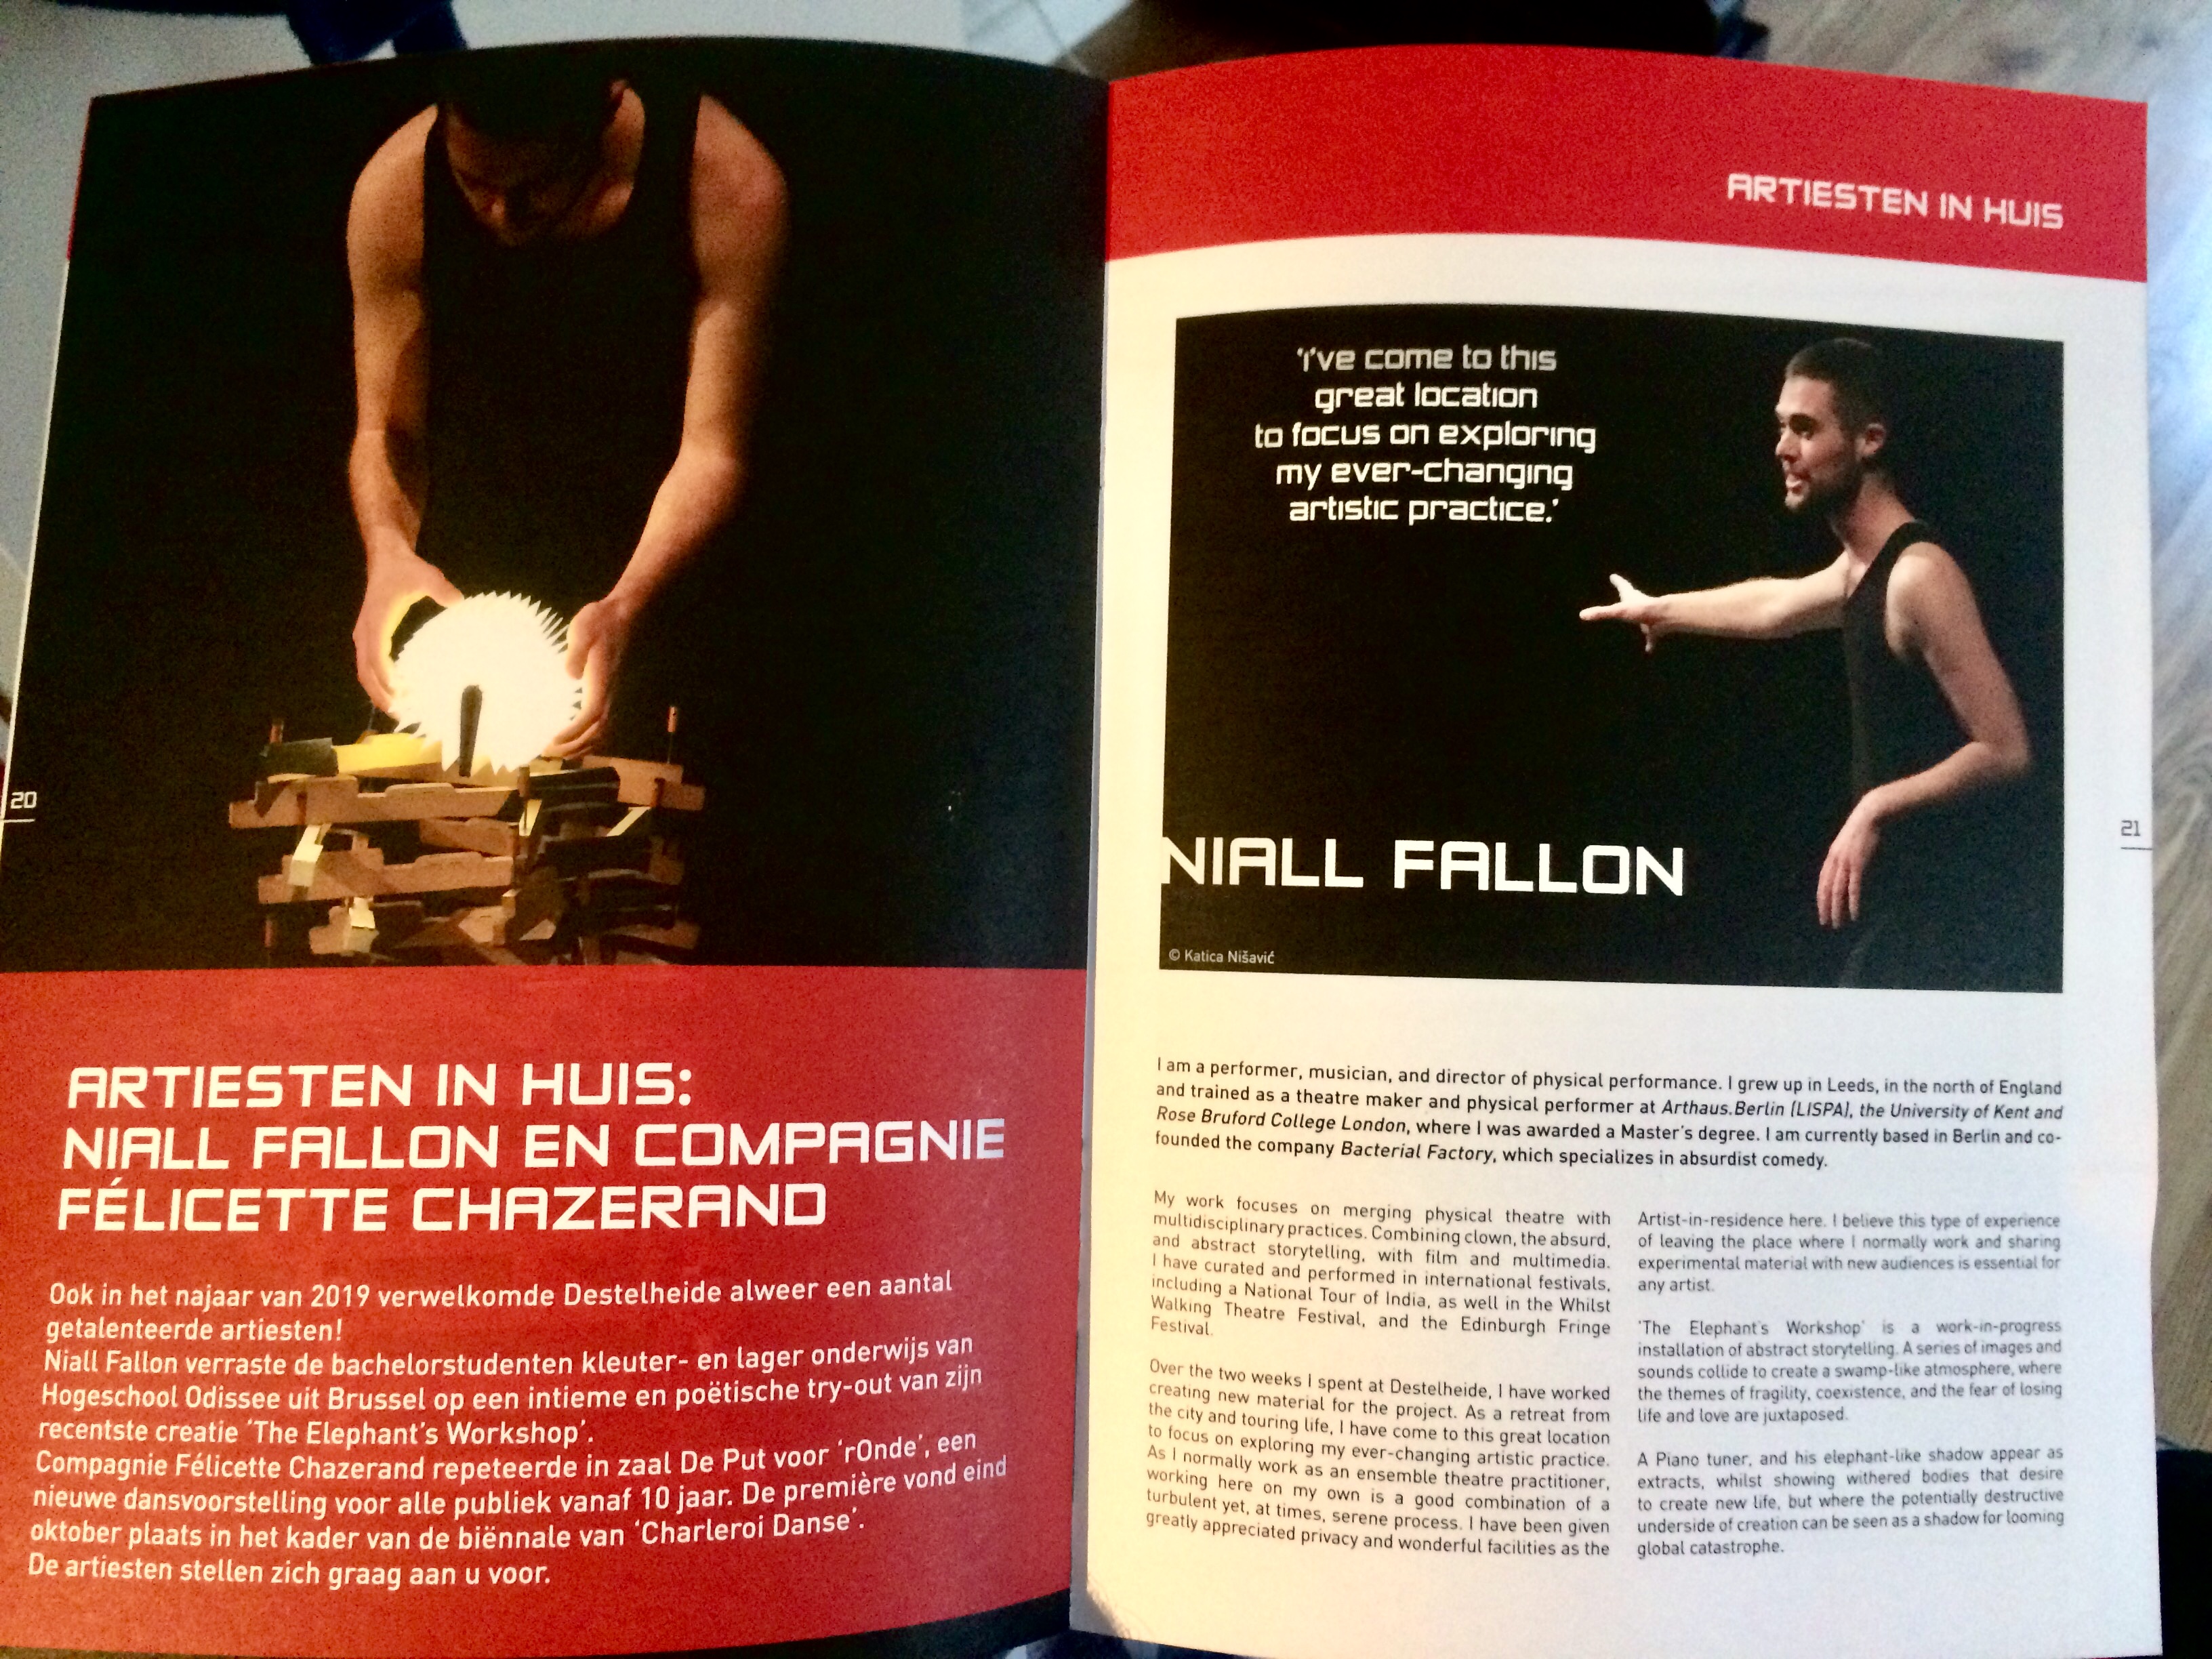 20
ARTIESTEN IN HUIS:
NIALL FALLON EN COMPAGNIE
FÉLICETTE CHAZERAND
Ook in het najaar van 2019 verwelkomde Destelheide alweer een aantal
getalenteerde artiesten!
Niall Fallon verraste de bachelorstudenten kleuter- en lager onderwijs van
Hogeschool Odissee uit Brussel op een intieme en poëtische try-out van zijn
recentste creatie ‘The Elephant’s Workshop’.
Compagnie Félicette Chazerand repeteerde in zaal De Put voor ‘rOnde’, een
nieuwe dansvoorstelling voor alle publiek vanaf 10 jaar. De première vond eind
oktober plaats in het kader van de biënnale van ‘Charleroi Danse’.
De artiesten stellen zich graag aan u voor.
ARTIESTEN IN HUIS
‘I’ve come to this
great location
to focus on exploring
my ever-changing
artistic practice.’
NIALL FALLON
© Katica Nišavić
21
I am a performer, musician, and director of physical performance. I grew up in Leeds, in the north of England
and trained as a theatre maker and physical performer at Arthaus.Berlin (LISPA), the University of Kent and
Rose Bruford College London, where I was awarded a Master’s degree. I am currently based in Berlin and co-
founded the company Bacterial Factory, which specializes in absurdist comedy.
My work focuses on merging physical theatre with
multidisciplinary practices. Combining clown, the absurd,
and abstract storytelling, with film and multimedia.
I have curated and performed in international festivals,
including a National Tour of India, as well in the Whilst
Walking Theatre Festival, and the Edinburgh Fringe
Festival.
Over the two weeks I spent at Destelheide, I have worked
creating new material for the project. As a retreat from
the city and touring life, I have come to this great location
to focus on exploring my ever-changing artistic practice.
As I normally work as an ensemble theatre practitioner,
working here on my own is a good combination of a
turbulent yet, at times, serene process. I have been given
greatly appreciated privacy and wonderful facilities as the
Artist-in-residence here. I believe this type of experience
of leaving the place where I normally work and sharing
experimental material with new audiences is essential for
any artist.
‘The Elephant’s Workshop’ is a work-in-progress
installation of abstract storytelling. A series of images and
sounds collide to create a swamp-like atmosphere, where
the themes of fragility, coexistence, and the fear of losing
life and love are juxtaposed.
A Piano tuner, and his elephant-like shadow appear as
extracts, whilst showing withered bodies that desire
to create new life, but where the potentially destructive
underside of creation can be seen as a shadow for looming
global catastrophe.